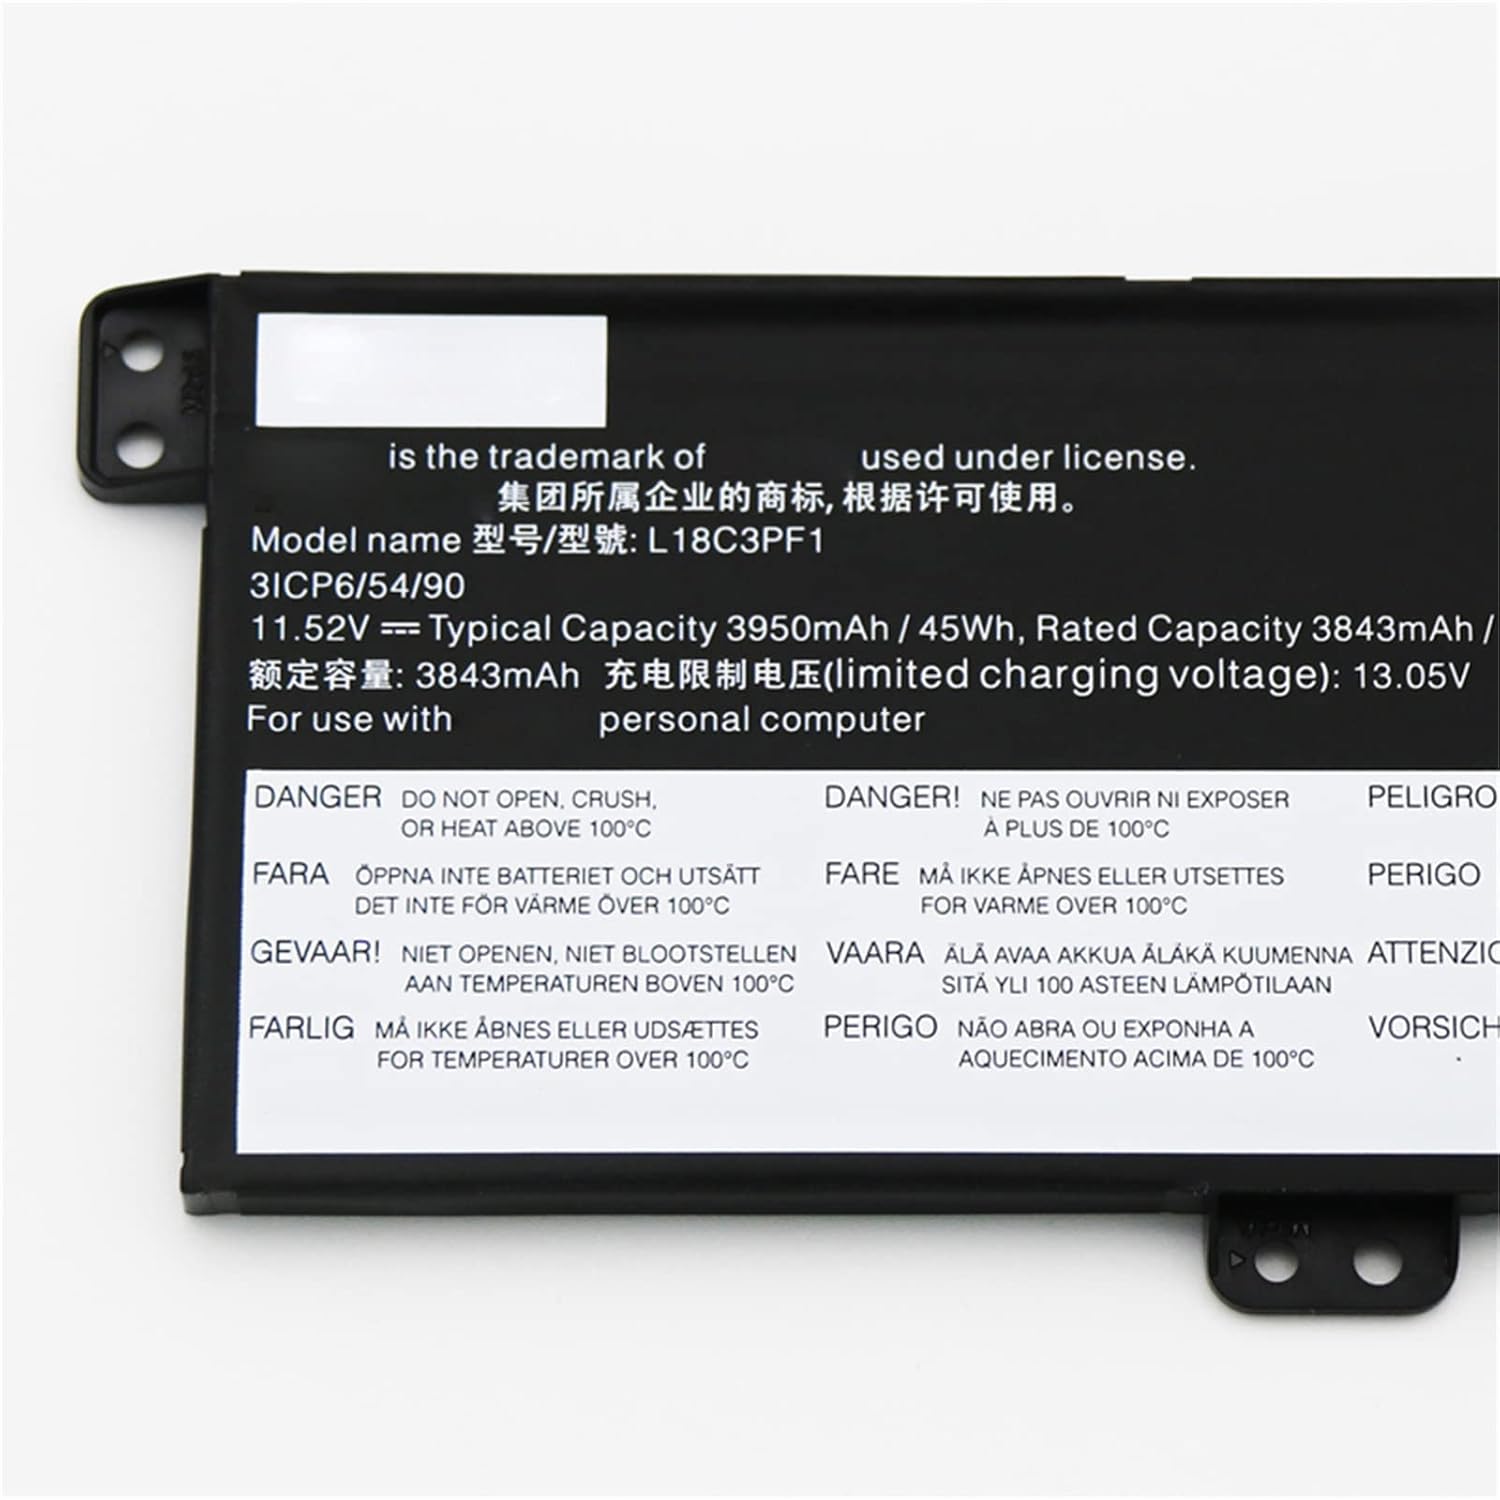 is the trademark of used under license.
集团所属企业的商标,根据许可使用。
Model name 型号/型號: L18C3PF1
3ICP6/54/90
11.52V ⎓ Typical Capacity 3950mAh / 45Wh, Rated Capacity 3843mAh /
额定容量: 3843mAh 充电限制电压(limited charging voltage): 13.05V
For use with personal computer
DANGER DO NOT OPEN, CRUSH,
OR HEAT ABOVE 100°C
DANGER! NE PAS OUVRIR NI EXPOSER
À PLUS DE 100°C
PELIGRO
FARA ÖPPNA INTE BATTERIET OCH UTSÄTT
DET INTE FÖR VÄRME ÖVER 100°C
FARE MÅ IKKE ÅPNES ELLER UTSETTES
FOR VARME OVER 100°C
PERIGO
GEVAAR! NIET OPENEN, NIET BLOOTSTELLEN
AAN TEMPERATUREN BOVEN 100°C
VAARA ÄLÄ AVAA AKKUA ÄLÄKÄ KUUMENNA
SITÄ YLI 100 ASTEEN LÄMPÖTILAAN
ATTENZIO
FARLIG MÅ IKKE ÅBNES ELLER UDSÆTTES
FOR TEMPERATURER OVER 100°C
PERIGO NÃO ABRA OU EXPONHA A
AQUECIMENTO ACIMA DE 100°C
VORSICH